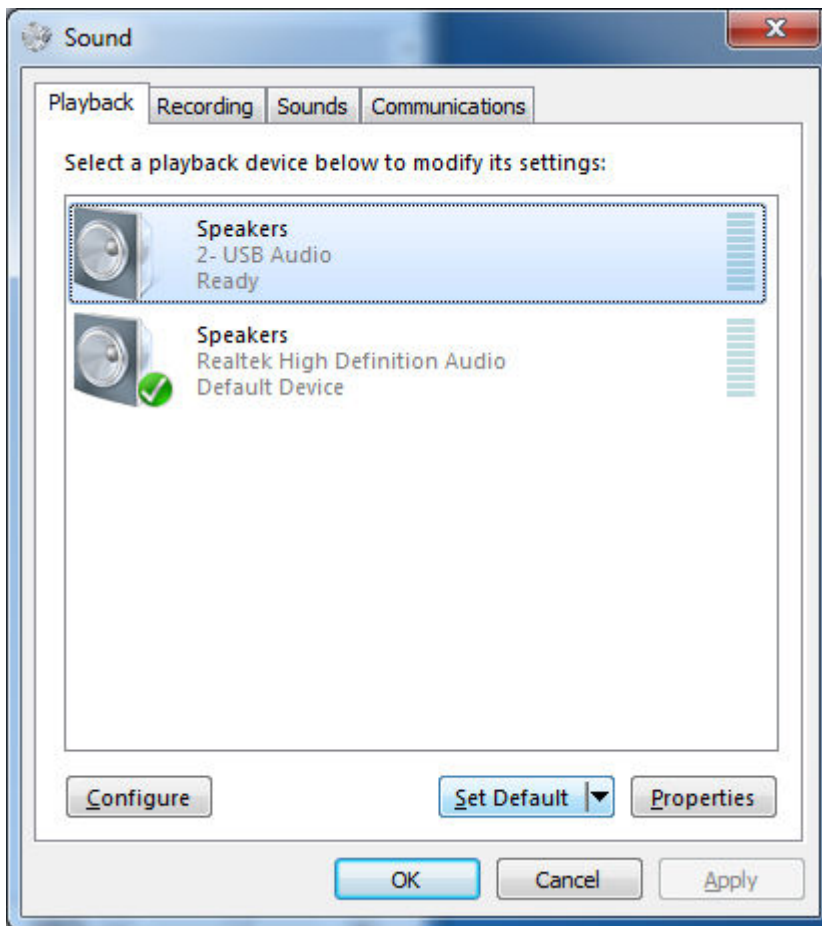 Sound
Playback Recording Sounds Communications
Select a playback device below to modify its settings:
Speakers
2- USB Audio
Ready
Speakers
Realtek High Definition Audio
Default Device
Configure Set Default Properties
OK Cancel Apply